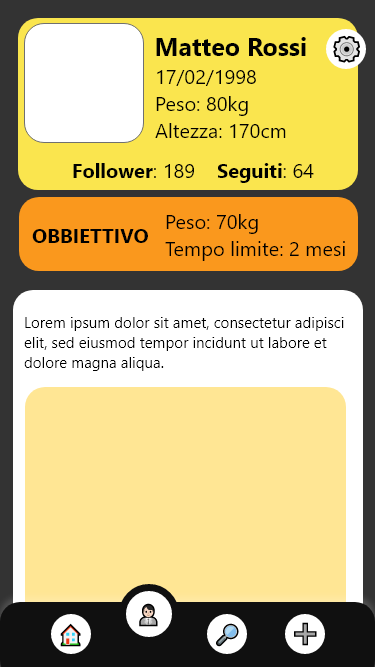 Matteo Rossi
17/02/1998
Peso: 80kg
Altezza: 170cm
Follower: 189 Seguiti: 64
OBBIETTIVO
Peso: 70kg
Tempo limite: 2 mesi
Lorem ipsum dolor sit amet, consectetur adipisci
elit, sed eiusmod tempor incidunt ut labore et
dolore magna aliqua.